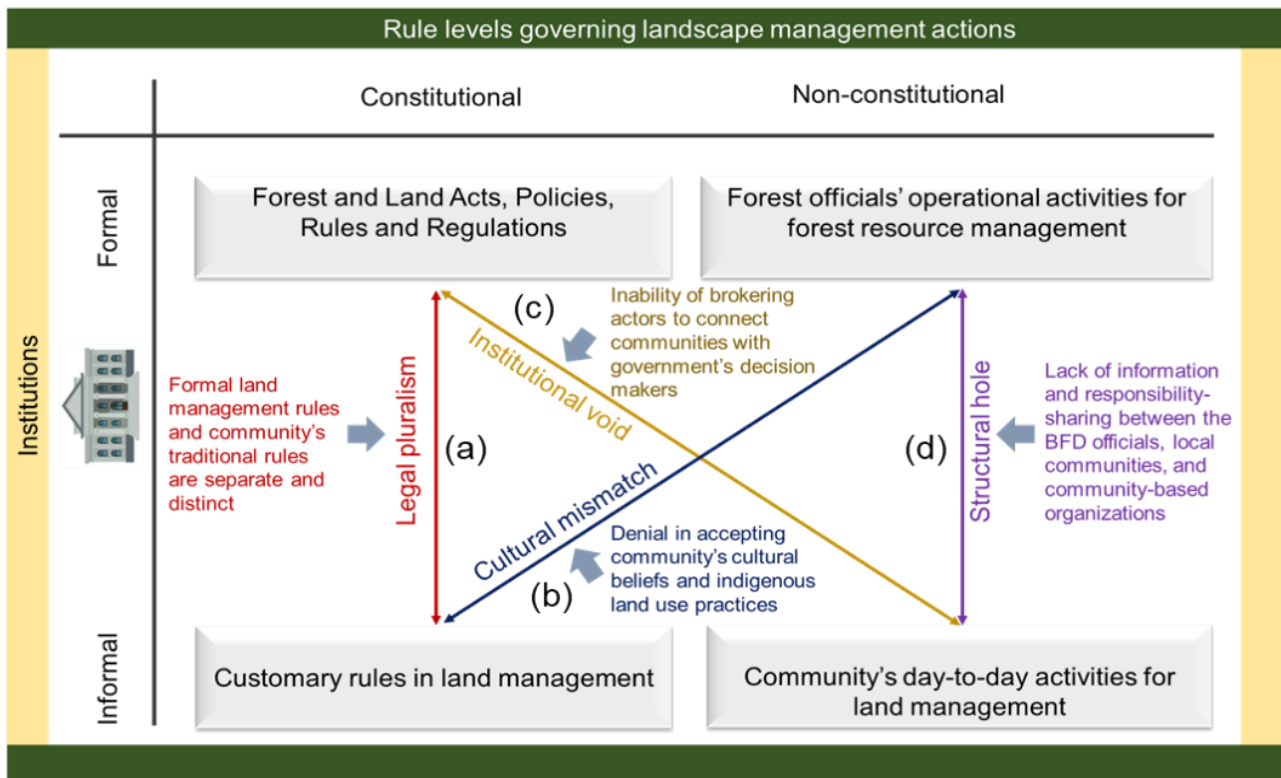 Rule levels governing landscape management actions
Constitutional
Non-constitutional
Institutions
Formal
Informal
Forest and Land Acts, Policies,
Rules and Regulations
Forest officials’ operational activities for
forest resource management
(c)
Inability of brokering
actors to connect
communities with
government’s decision
makers
Institutional void
Formal land
management rules
and community’s
traditional rules
are separate and
distinct
Legal pluralism
(a)
Cultural mismatch
(b)
Denial in accepting
community’s cultural
beliefs and indigenous
land use practices
(d)
Structural hole
Lack of information
and responsibility-
sharing between the
BFD officials, local
communities, and
community-based
organizations
Customary rules in land management
Community’s day-to-day activities for
land management